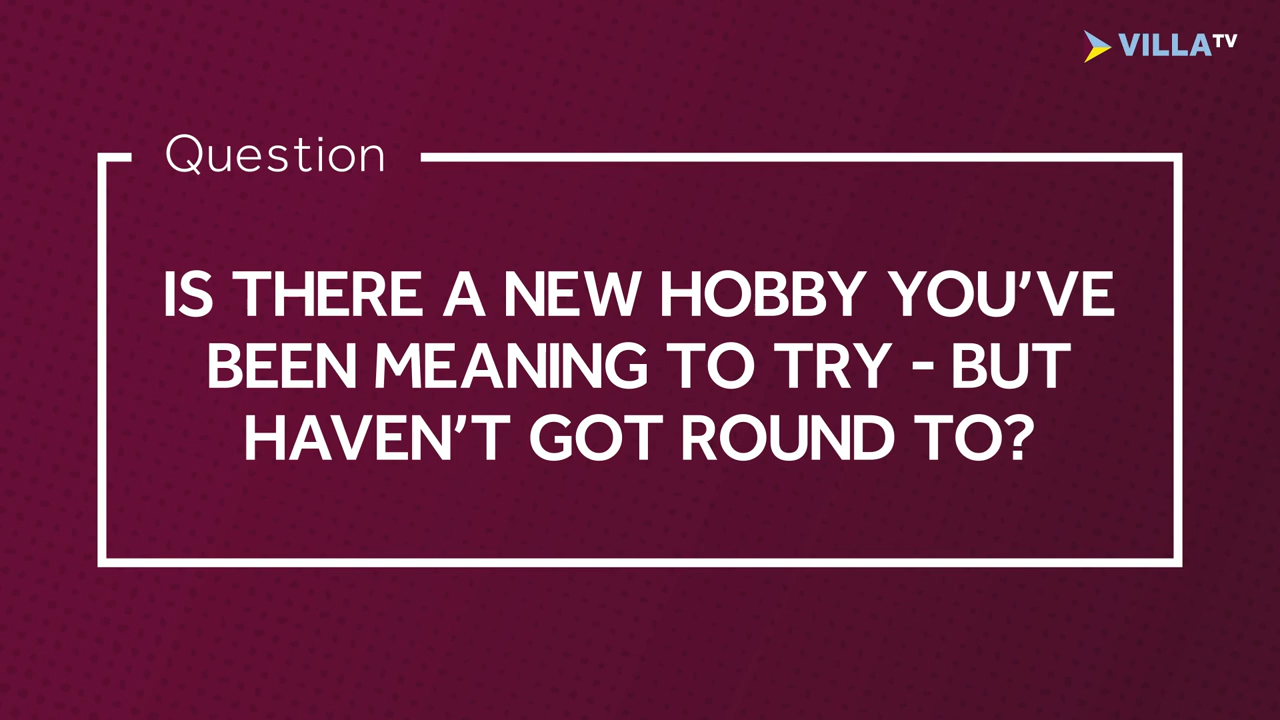 VILLATV
Question
IS THERE A NEW HOBBY YOU’VE
BEEN MEANING TO TRY - BUT
HAVEN’T GOT ROUND TO?